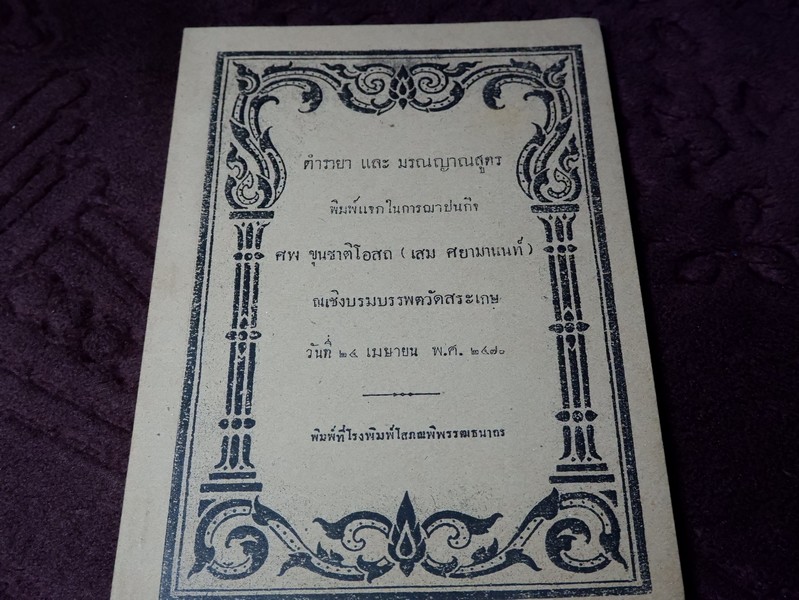 ตำรายา และ มรณญาณสูตร
พิมพ์แจกในการฌาปนกิจ
ศพ ขุนชาติโอสถ ( เสม ศยามานนท์ )
ณเชิงบรมบรรพตวัดสระเกษ
วันที่ ๒๔ เมษายน พ.ศ. ๒๔๗๐
พิมพ์ที่โรงพิมพ์โสภณพิพรรฒธนากร